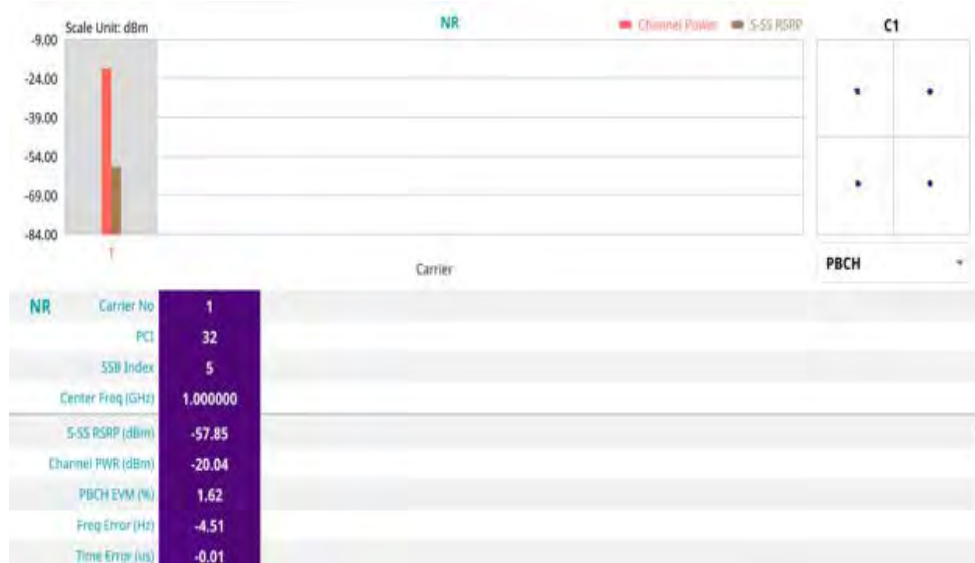 Scale Unit: dBm
NR
Channel Power
S-SS RSRP
C1
-9.00
-24.00
-39.00
-54.00
-69.00
-84.00
1
Carrier
PBCH
NR
Carrier No 1
PCI 32
SSB Index 5
Center Freq (GHz) 1.000000
S-SS RSRP (dBm) -57.85
Channel PWR (dBm) -20.04
PBCH EVM (%) 1.62
Freq Error (Hz) -4.51
Time Error (us) -0.01